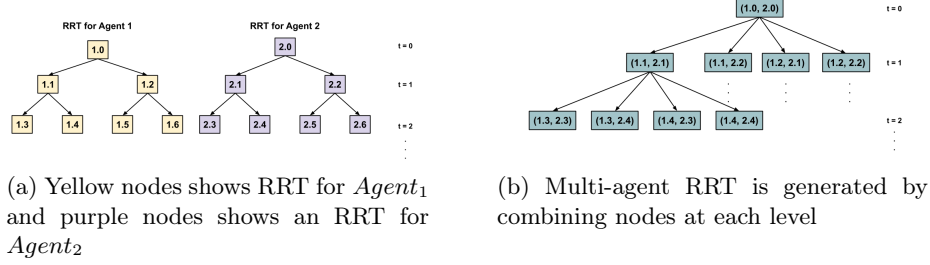 RRT for Agent 1
RRT for Agent 2
1.0
2.0
t = 0
1.1
1.2
2.1
2.2
t = 1
1.3
1.4
1.5
1.6
2.3
2.4
2.5
2.6
t = 2
(a) Yellow nodes shows RRT for Agent1
and purple nodes shows an RRT for
Agent2
(1.0, 2.0)
t = 0
(1.1, 2.1)
(1.1, 2.2)
(1.2, 2.1)
(1.2, 2.2)
t = 1
(1.3, 2.3)
(1.3, 2.4)
(1.4, 2.3)
(1.4, 2.4)
t = 2
(b) Multi-agent RRT is generated by
combining nodes at each level